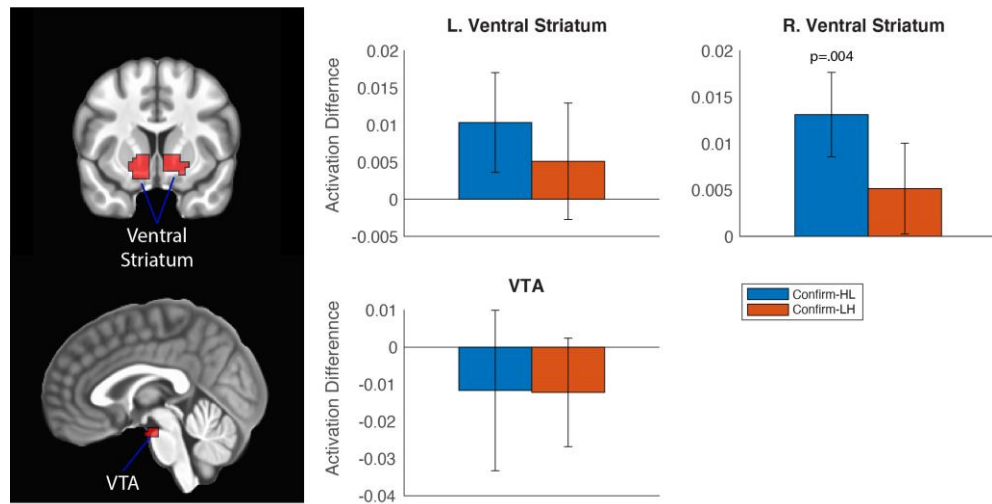 Ventral
Striatum
VTA
L. Ventral Striatum
Activation Differnce
0.02
0.015
0.01
0.005
0
-0.005
R. Ventral Striatum
p=.004
0.02
0.015
0.01
0.005
0
VTA
Activation Differennce
0.01
0
-0.01
-0.02
-0.03
-0.04
Confirm-HL
Confirm-LH